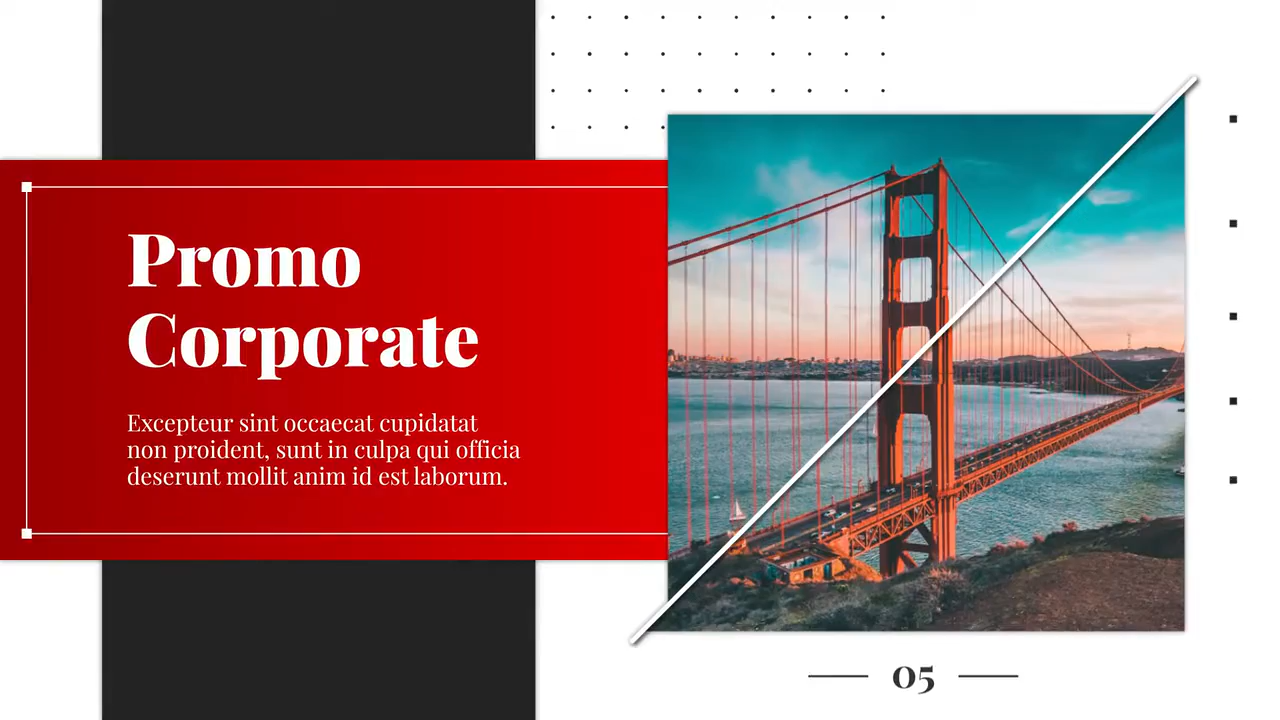 Promo
Corporate
Excepteur sint occaecat cupidatat
non proident, sunt in culpa qui officia
deserunt mollit anim id est laborum.
05